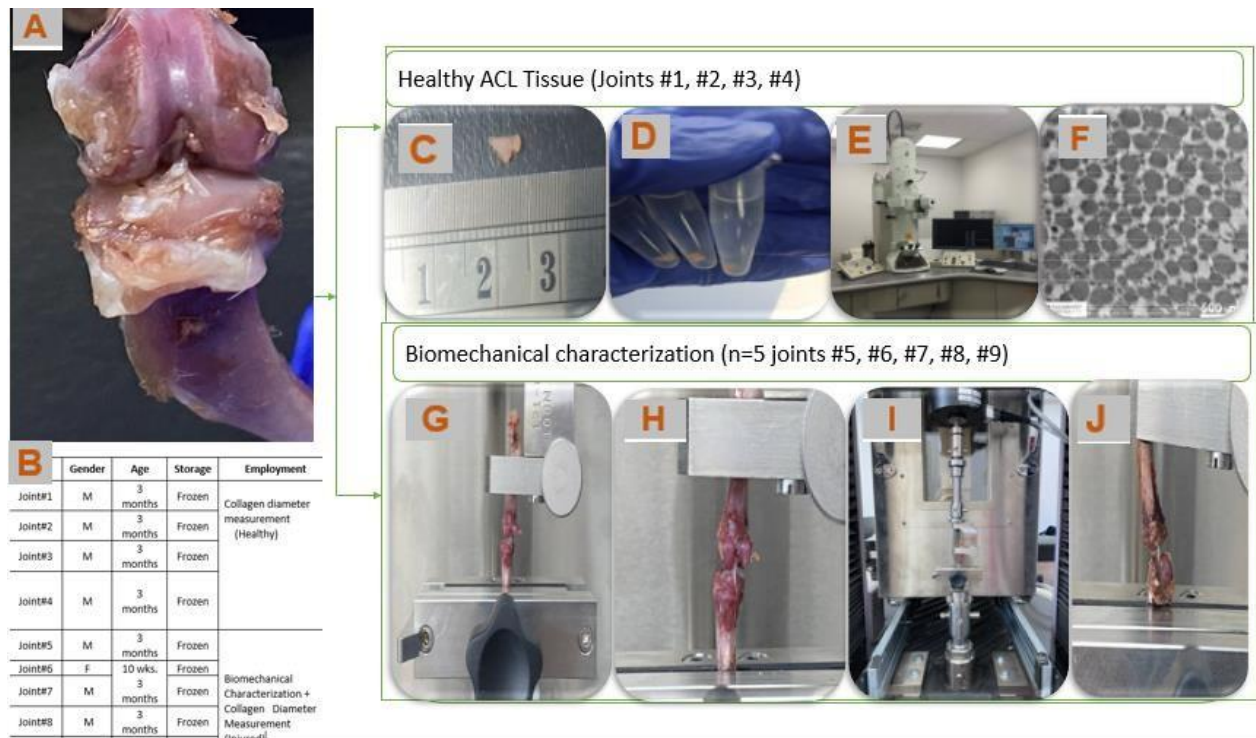 A
Healthy ACL Tissue (Joints #1, #2, #3, #4)
C
D
E
F
1 2 3
Biomechanical characterization (n=5 joints #5, #6, #7, #8, #9)
G
H
I
J
B
Gender Age Storage Employment
Joint#1 M 3 months Frozen
Collagen diameter
measurement
(Healthy)
Joint#2 M 3 months Frozen
Joint#3 M 3 months Frozen
Joint#4 M 3 months Frozen
Joint#5 M 3 months Frozen
Joint#6 F 10 wks. Frozen
Joint#7 M 3 months Frozen
Joint#8 M 3 months Frozen
Biomechanical
Characterization +
Collagen Diameter
Measurement